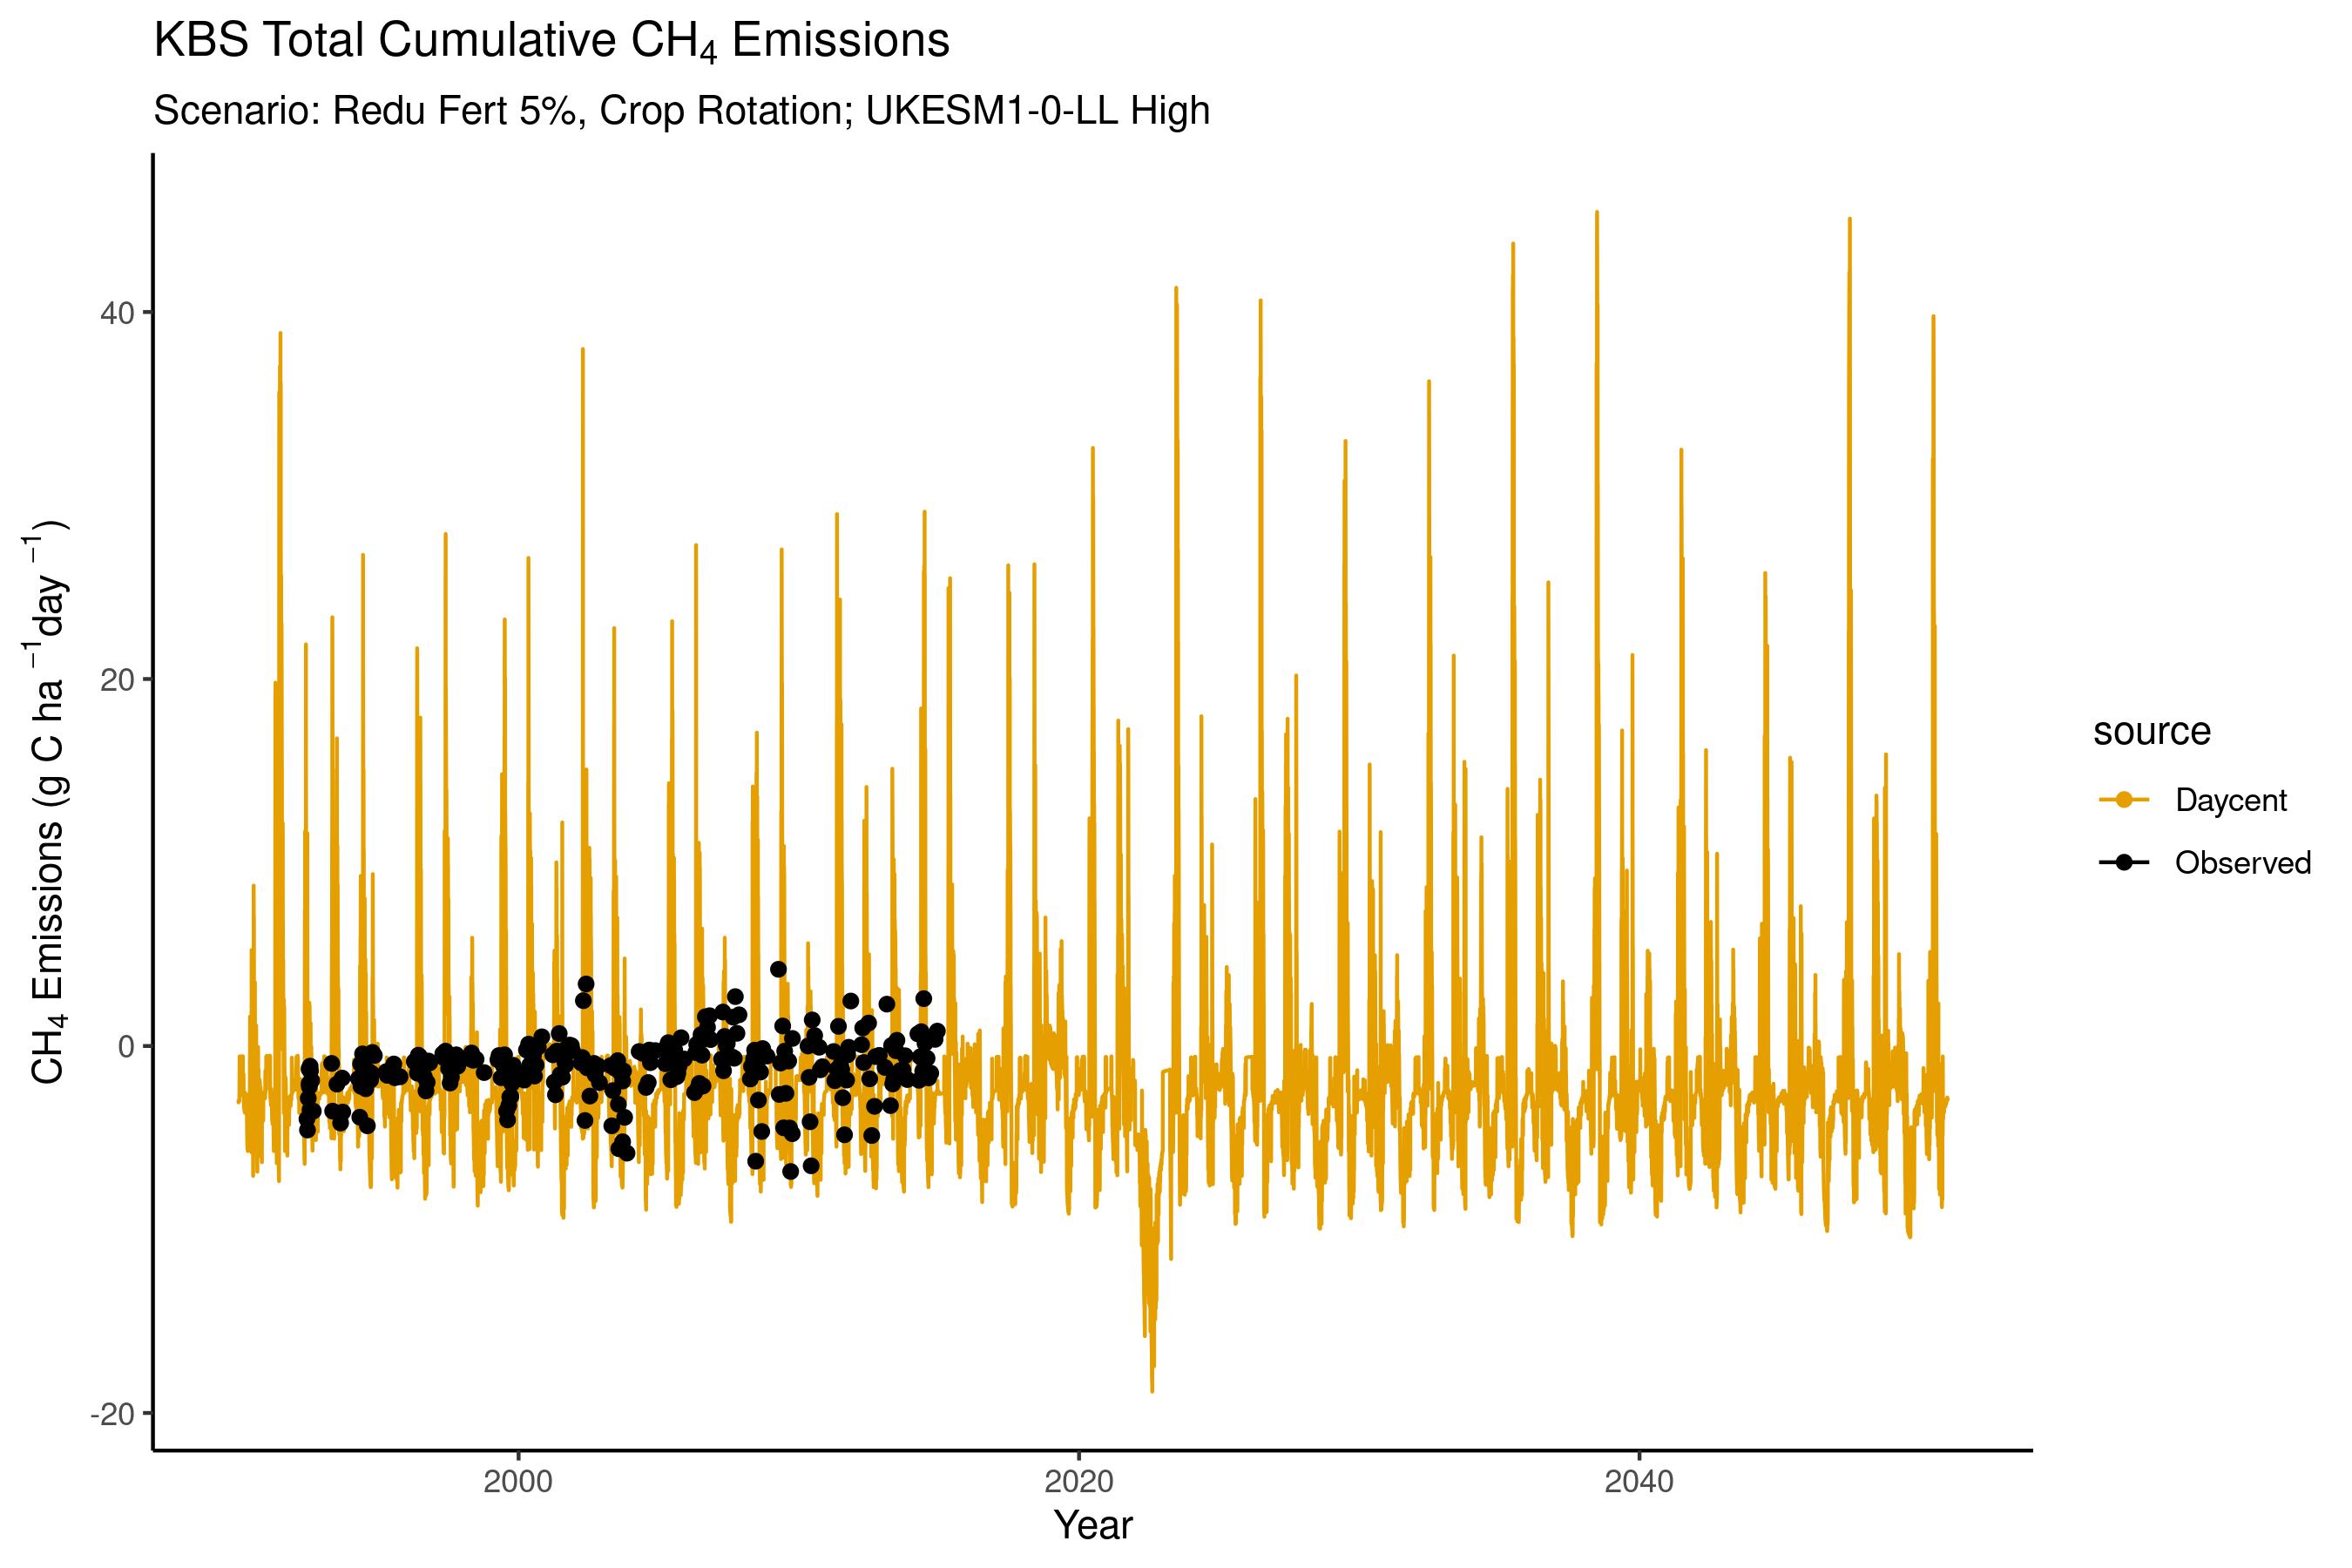 KBS Total Cumulative CH₄ Emissions
Scenario: Redu Fert 5%, Crop Rotation; UKESM1-0-LL High
CH₄ Emissions (g C ha ⁻¹day ⁻¹)
40
20
0
-20
2000
2020
2040
Year
source
Daycent
Observed